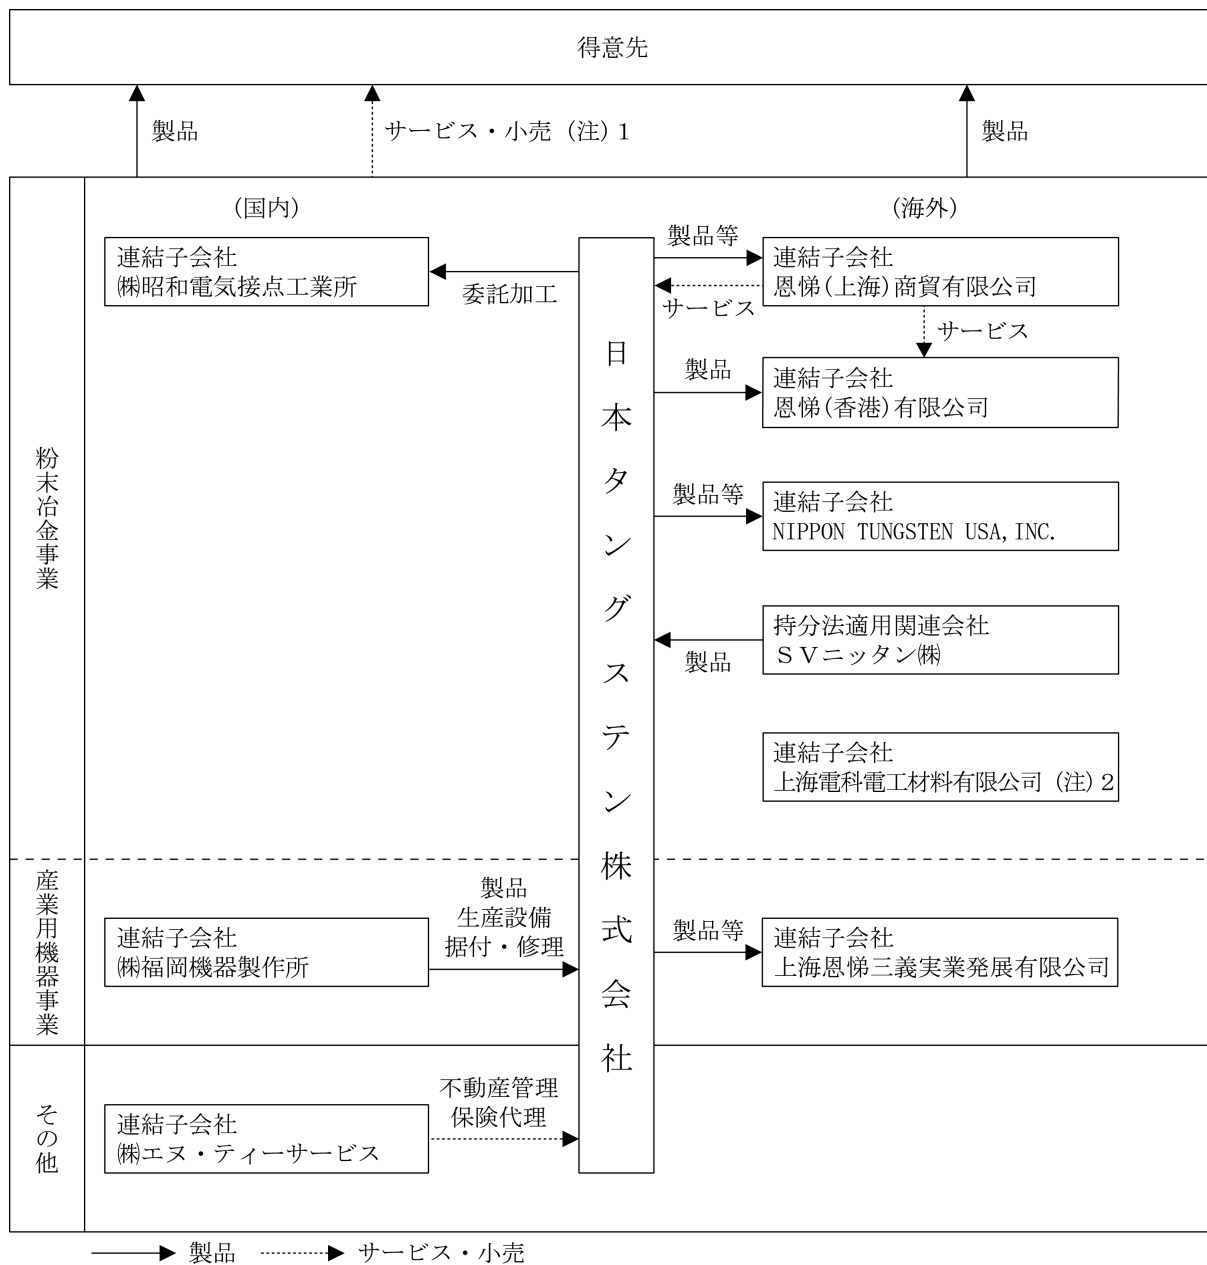 得意先
製品
サービス・小売 (注)１
製品
粉末冶金事業
(国内)
(海外)
連結子会社
㈱昭和電気接点工業所
委託加工
日本タングステン株式会社
製品等
サービス
連結子会社
恩悌(上海)商貿有限公司
サービス
製品
連結子会社
恩悌(香港)有限公司
製品等
連結子会社
NIPPON TUNGSTEN USA,INC.
製品
持分法適用関連会社
ＳＶニッタン㈱
連結子会社
上海電科電工材料有限公司 (注)２
産業用機器事業
連結子会社
㈱福岡機器製作所
製品
生産設備
据付・修理
製品等
連結子会社
上海恩悌三義実業発展有限公司
その他
連結子会社
㈱エヌ・ティーサービス
不動産管理
保険代理
製品
サービス・小売